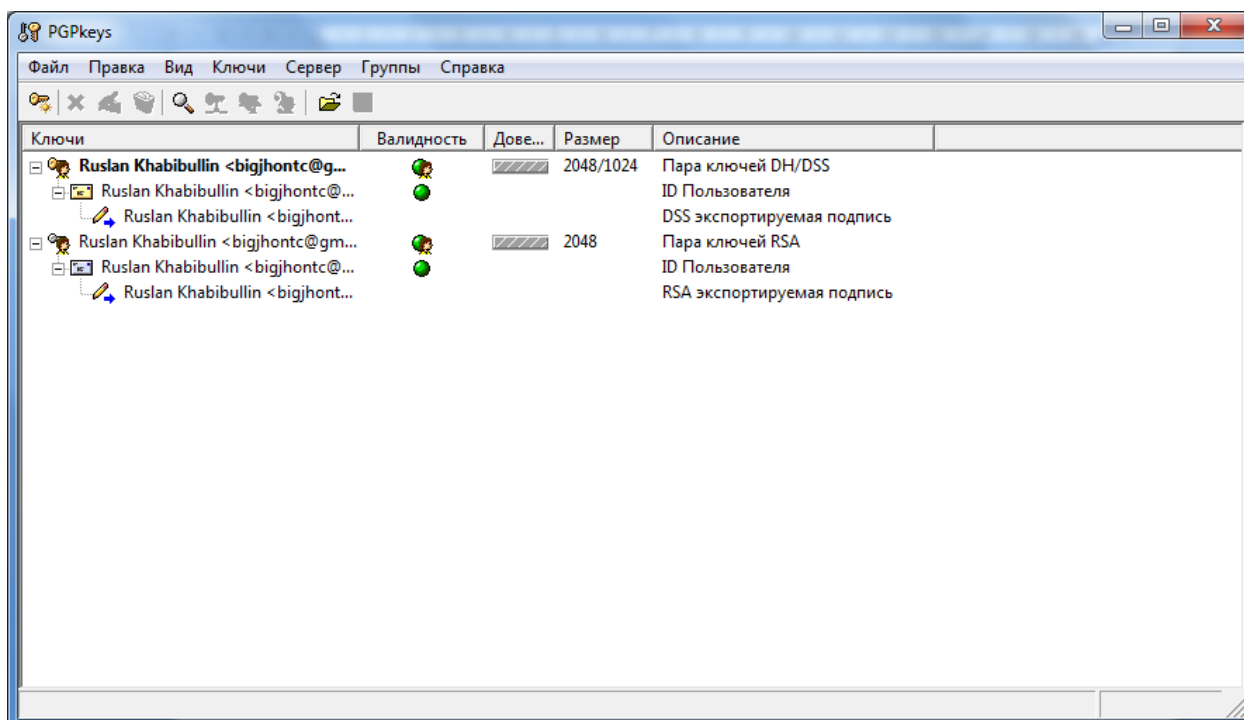 PGPkeys
Файл Правка Вид Ключи Сервер Группы Справка
Ключи Валидность Дове... Размер Описание
Ruslan Khabibullin <bigjhontc@g... 2048/1024 Пара ключей DH/DSS
Ruslan Khabibullin <bigjhontc@... ID Пользователя
Ruslan Khabibullin <bigjhont... DSS экспортируемая подпись
Ruslan Khabibullin <bigjhontc@gm... 2048 Пара ключей RSA
Ruslan Khabibullin <bigjhontc@... ID Пользователя
Ruslan Khabibullin <bigjhont... RSA экспортируемая подпись